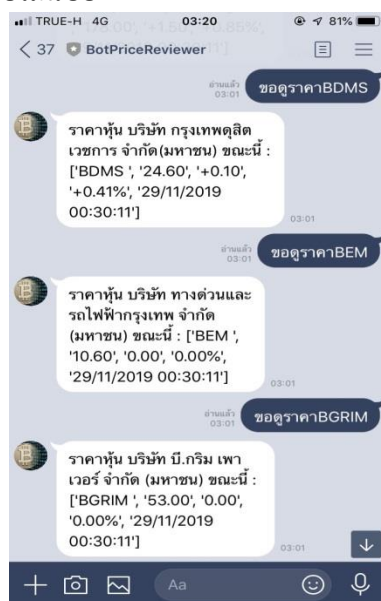 TRUE-H 4G 03:20 81%
37 BotPriceReviewer
อ่านแล้ว
03:01
ขอดูราคาBDMS
ราคาหุ้น บริษัท กรุงเทพดุสิต
เวชการ จำกัด(มหาชน) ขณะนี้ :
['BDMS ', '24.60', '+0.10',
'+0.41%', '29/11/2019
00:30:11']
03:01
อ่านแล้ว
03:01
ขอดูราคาBEM
ราคาหุ้น บริษัท ทางด่วนและ
รถไฟฟ้ากรุงเทพ จำกัด
(มหาชน) ขณะนี้ : ['BEM ',
'10.60', '0.00', '0.00%',
'29/11/2019 00:30:11']
03:01
อ่านแล้ว
03:01
ขอดูราคาBGRIM
ราคาหุ้น บริษัท บี.กริม เพา
เวอร์ จำกัด (มหาชน) ขณะนี้ :
['BGRIM ', '53.00', '0.00',
'0.00%', '29/11/2019
00:30:11']
03:01
Aa